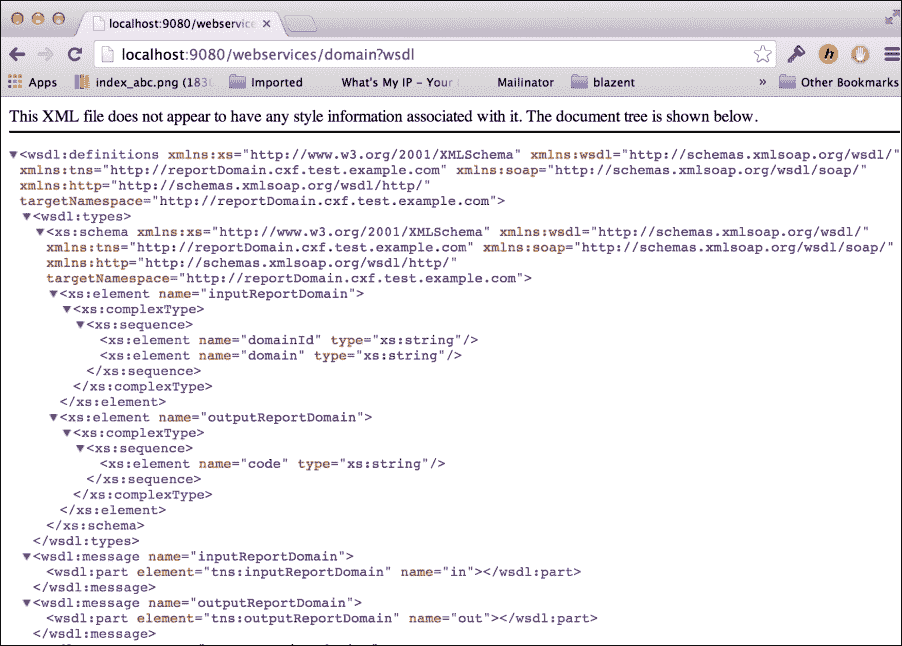 localhost:9080/webservice
localhost:9080/webservices/domain?wsdl
Apps index_abc.png (183 Imported What's My IP - Your Mailinator blazent » Other Bookmarks
This XML file does not appear to have any style information associated with it. The document tree is shown below.
▼<wsdl:definitions xmlns:xs="http://www.w3.org/2001/XMLSchema" xmlns:wsdl="http://schemas.xmlsoap.org/wsdl/"
xmlns:tns="http://reportDomain.cxf.test.example.com" xmlns:soap="http://schemas.xmlsoap.org/wsdl/soap/"
xmlns:http="http://schemas.xmlsoap.org/wsdl/http/"
targetNamespace="http://reportDomain.cxf.test.example.com">
▼<wsdl:types>
▼<xs:schema xmlns:xs="http://www.w3.org/2001/XMLSchema" xmlns:wsdl="http://schemas.xmlsoap.org/wsdl/"
xmlns:tns="http://reportDomain.cxf.test.example.com" xmlns:soap="http://schemas.xmlsoap.org/wsdl/soap/"
xmlns:http="http://schemas.xmlsoap.org/wsdl/http/"
targetNamespace="http://reportDomain.cxf.test.example.com">
▼<xs:element name="inputReportDomain">
▼<xs:complexType>
▼<xs:sequence>
<xs:element name="domainId" type="xs:string"/>
<xs:element name="domain" type="xs:string"/>
</xs:sequence>
</xs:complexType>
</xs:element>
▼<xs:element name="outputReportDomain">
▼<xs:complexType>
▼<xs:sequence>
<xs:element name="code" type="xs:string"/>
</xs:sequence>
</xs:complexType>
</xs:element>
</xs:schema>
</wsdl:types>
▼<wsdl:message name="inputReportDomain">
<wsdl:part element="tns:inputReportDomain" name="in"></wsdl:part>
</wsdl:message>
▼<wsdl:message name="outputReportDomain">
<wsdl:part element="tns:outputReportDomain" name="out"></wsdl:part>
</wsdl:message>